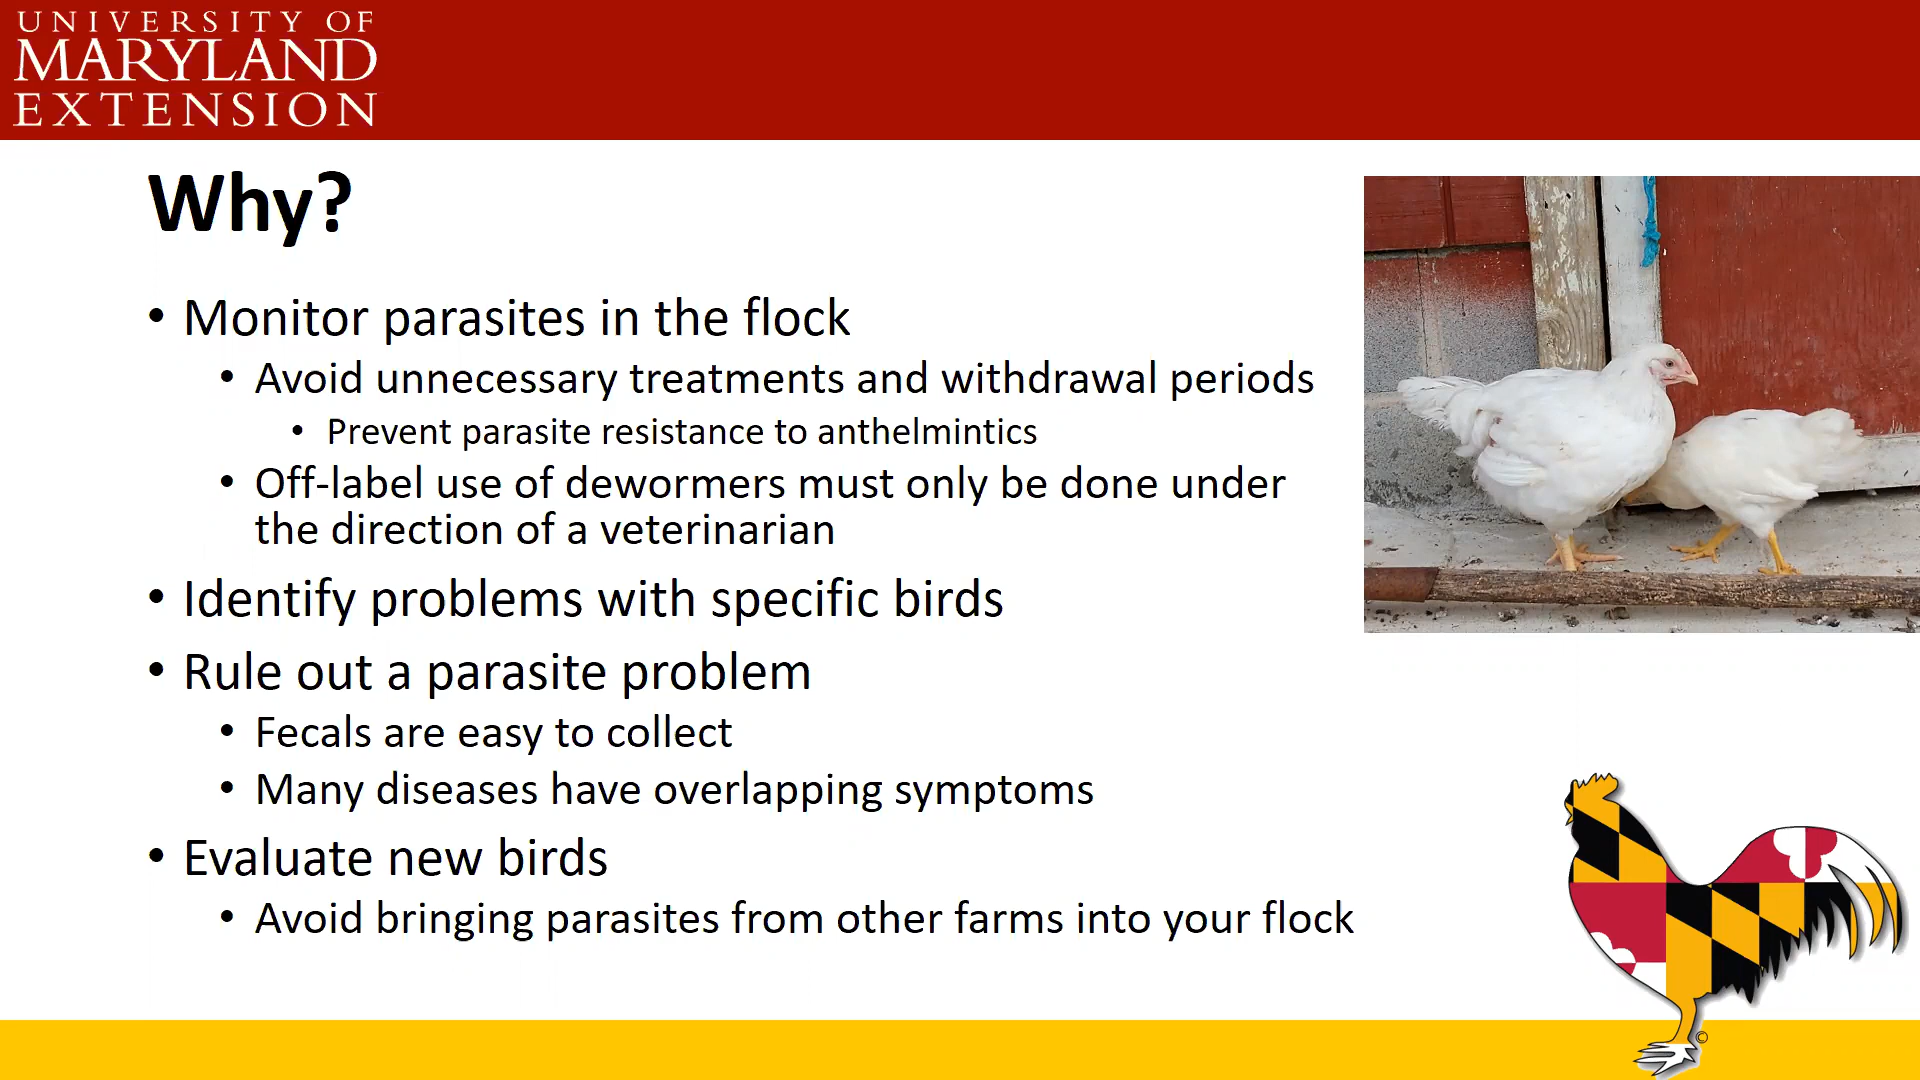 UNIVERSITY OF
MARYLAND
EXTENSION
Why?
• Monitor parasites in the flock
• Avoid unnecessary treatments and withdrawal periods
• Prevent parasite resistance to anthelmintics
• Off-label use of dewormers must only be done under
the direction of a veterinarian
• Identify problems with specific birds
• Rule out a parasite problem
• Fecals are easy to collect
• Many diseases have overlapping symptoms
• Evaluate new birds
• Avoid bringing parasites from other farms into your flock
©